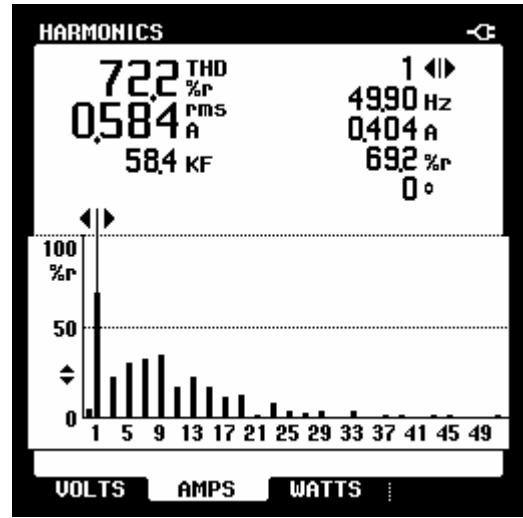 HARMONICS
72.2 THD %r
0.584 rms A
58.4 KF
1
49.90 Hz
0.404 A
69.2 %r
0 °
100
%r
50
0
1 5 9 13 17 21 25 29 33 37 41 45 49
VOLTS AMPS WATTS